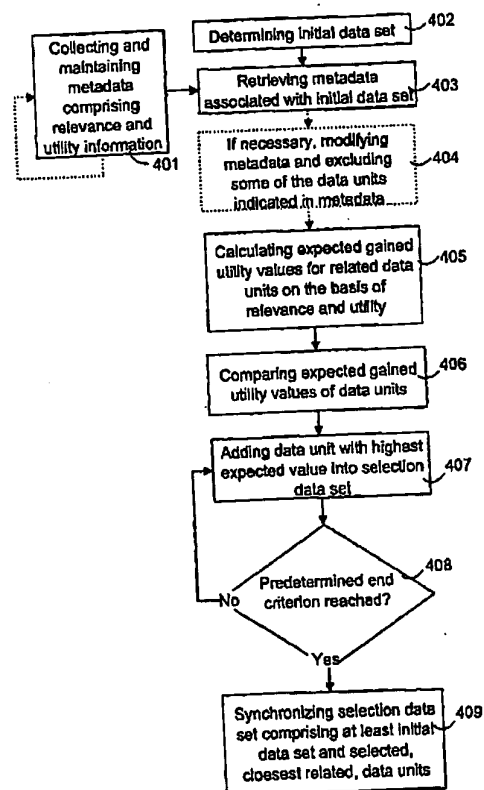 Determining initial data set
402
Collecting and
maintaining
metadata
comprising
relevance and
utility information
401
Retrieving metadata
associated with initial data set
403
If necessary, modifying
metadata and excluding
some of the data units
indicated in metadata
404
Calculating expected gained
utility values for related data
units on the basis of
relevance and utility
405
Comparing expected gained
utility values of data units
406
Adding data unit with highest
expected value into selection
data set
407
Predetermined end
criterion reached?
408
No
Yes
Synchronizing selection data
set comprising at least initial
data set and selected,
cloesest related, data units
409